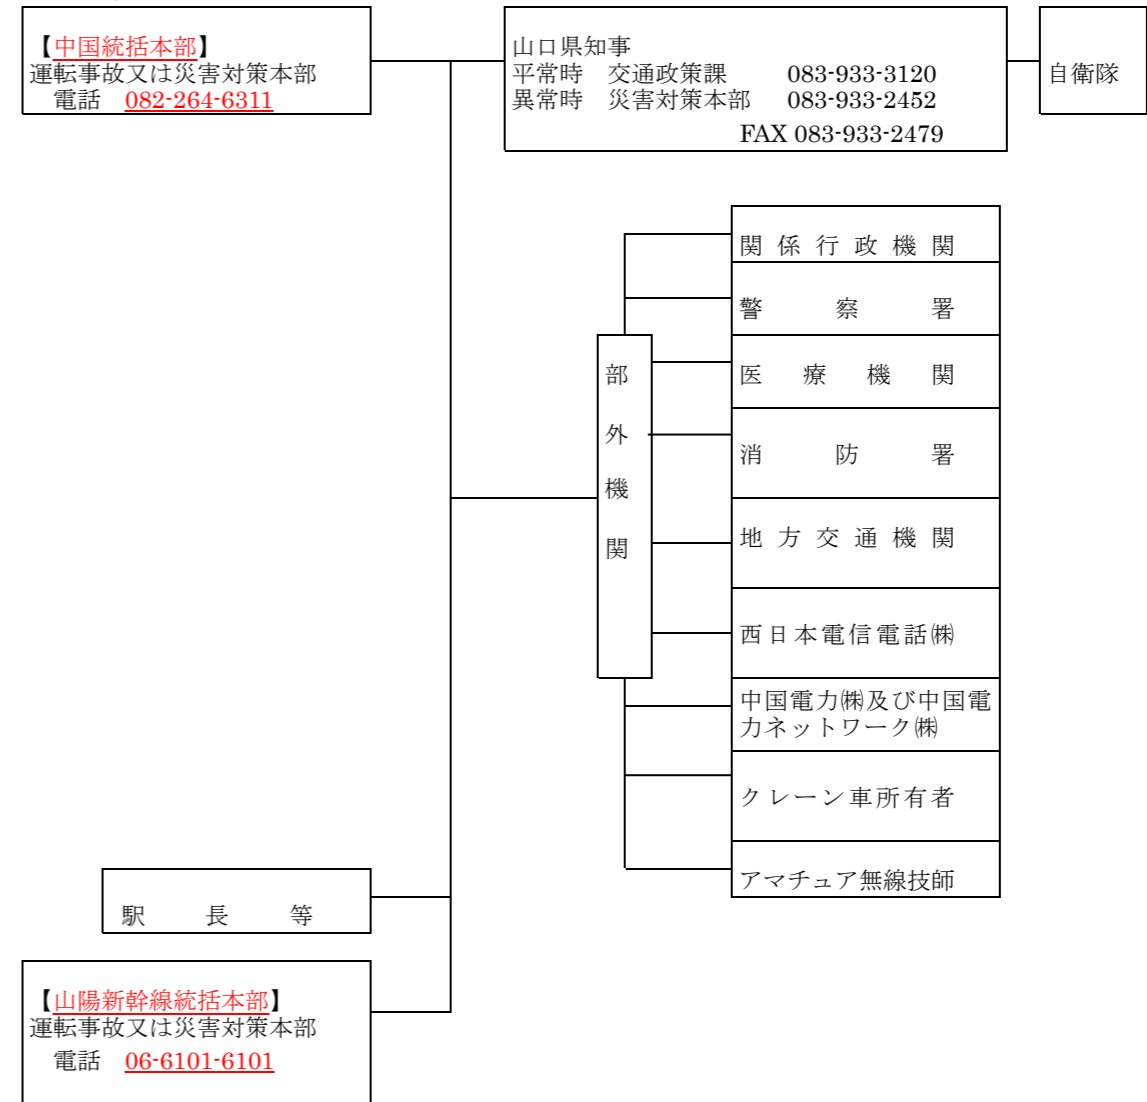 【中国統括本部】
運転事故又は災害対策本部
電話 082-264-6311
山口県知事
平常時 交通政策課 083-933-3120
異常時 災害対策本部 083-933-2452
FAX 083-933-2479
自衛隊
部外機関
関係行政機関
警察署
医療機関
消防署
地方交通機関
西日本電信電話㈱
中国電力㈱及び中国電
力ネットワーク㈱
クレーン車所有者
アマチュア無線技師
駅長等
【山陽新幹線統括本部】
運転事故又は災害対策本部
電話 06-6101-6101